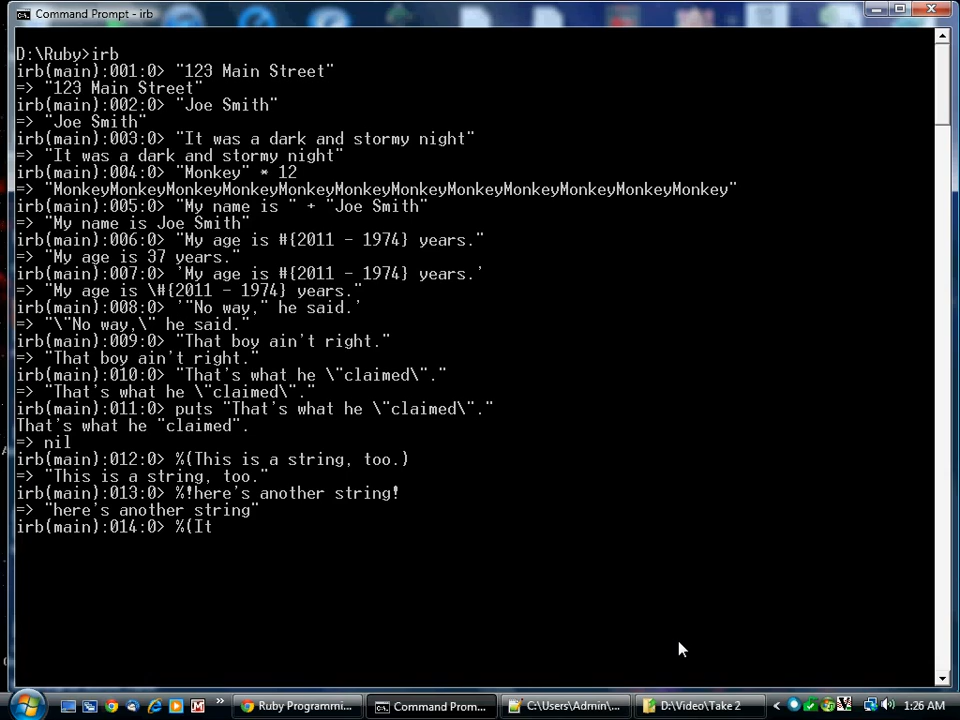 Command Prompt - irb
D:\Ruby>irb
irb(main):001:0> "123 Main Street"
=> "123 Main Street"
irb(main):002:0> "Joe Smith"
=> "Joe Smith"
irb(main):003:0> "It was a dark and stormy night"
=> "It was a dark and stormy night"
irb(main):004:0> "Monkey" * 12
=> "MonkeyMonkeyMonkeyMonkeyMonkeyMonkeyMonkeyMonkeyMonkeyMonkeyMonkeyMonkey"
irb(main):005:0> "My name is " + "Joe Smith"
=> "My name is Joe Smith"
irb(main):006:0> "My age is #{2011 - 1974} years."
=> "My age is 37 years."
irb(main):007:0> 'My age is #{2011 - 1974} years.'
=> "My age is \#{2011 - 1974} years."
irb(main):008:0> '"No way," he said.'
=> "\"No way,\" he said."
irb(main):009:0> "That boy ain't right."
=> "That boy ain't right."
irb(main):010:0> "That's what he \"claimed\"."
=> "That's what he \"claimed\"."
irb(main):011:0> puts "That's what he \"claimed\"."
That's what he "claimed".
=> nil
irb(main):012:0> %(This is a string, too.)
=> "This is a string, too."
irb(main):013:0> %!here's another string!
=> "here's another string"
irb(main):014:0> %(It
Ruby Programmi... Command Prom... C:\Users\Admin\... D:\Video\Take 2 1:26 AM